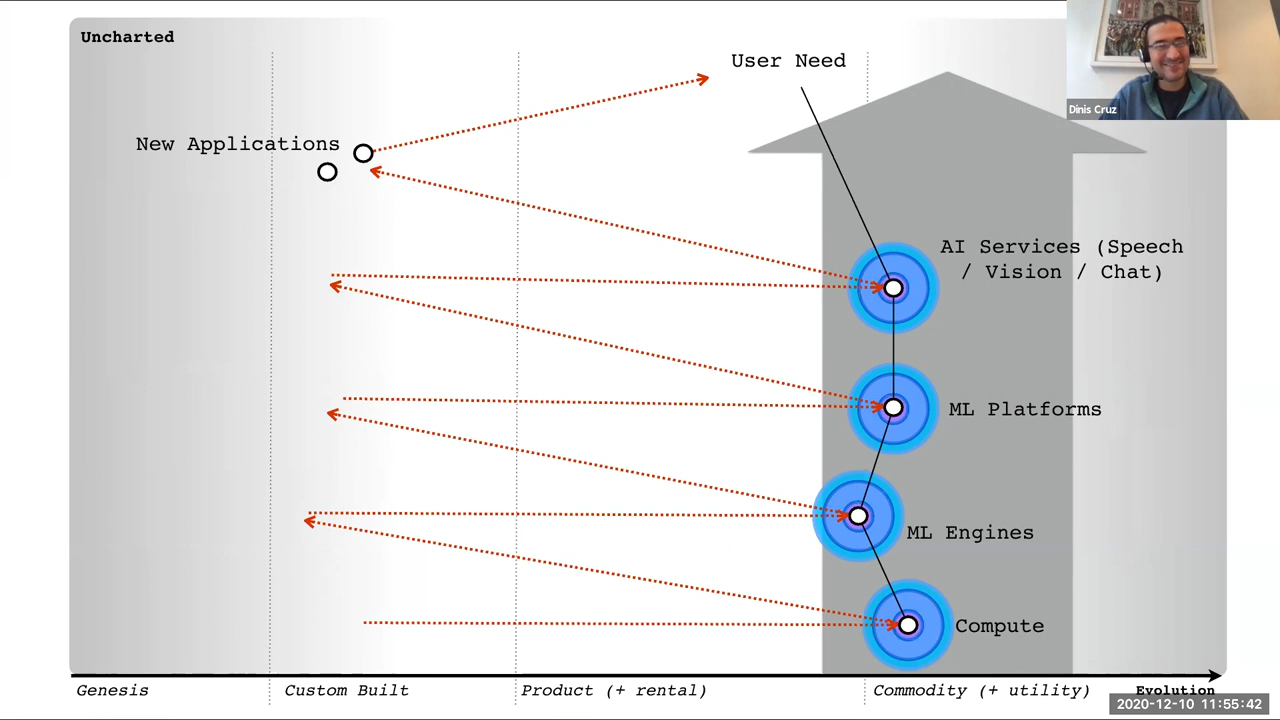 Uncharted
User Need
Dinis Cruz
New Applications
AI Services (Speech
/ Vision / Chat)
ML Platforms
ML Engines
Compute
Genesis
Custom Built
Product (+ rental)
Commodity (+ utility)
Evolution
2020-12-10 11:55:42